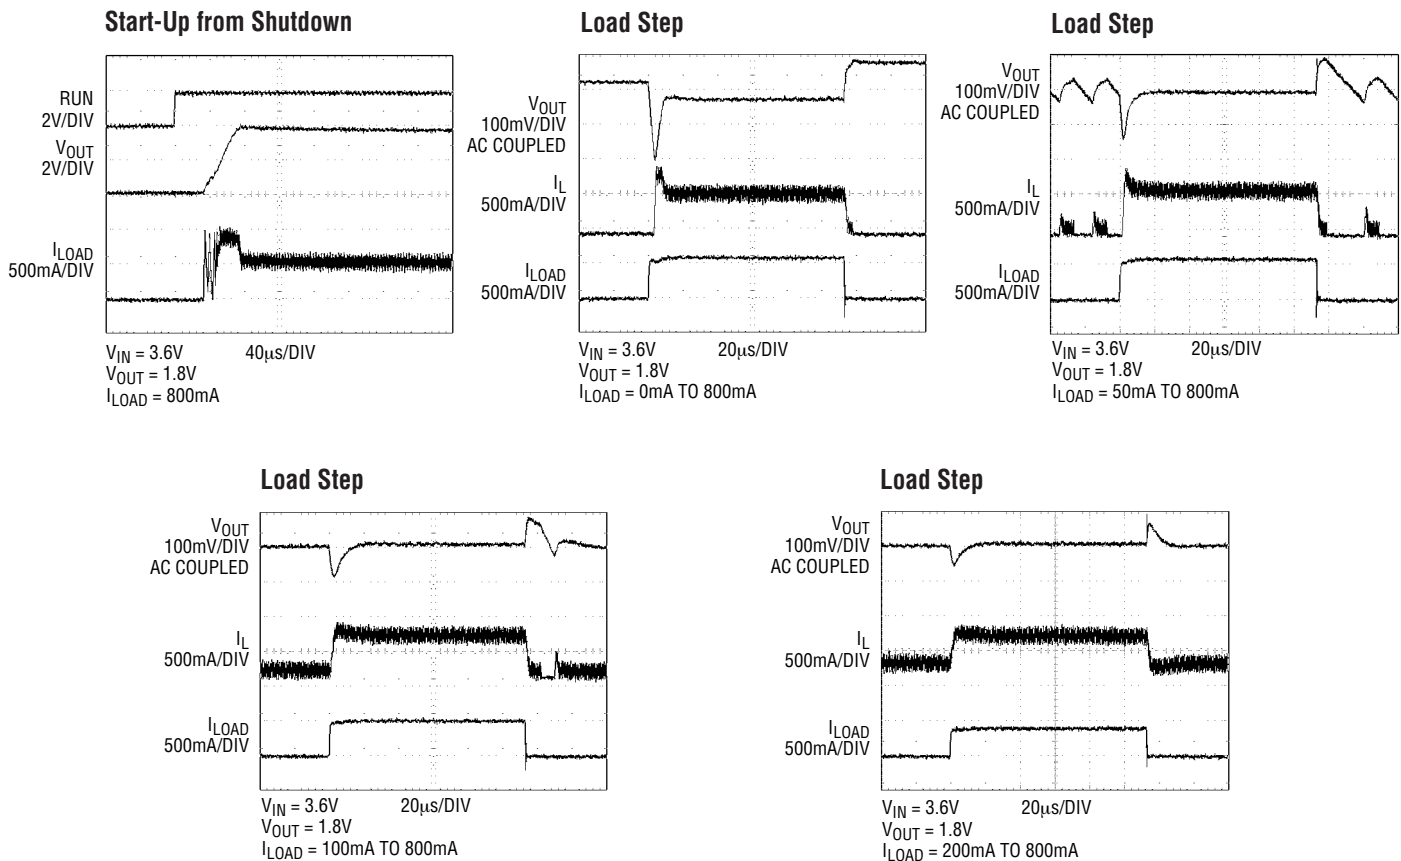 Start-Up from Shutdown
RUN
2V/DIV
VOUT
2V/DIV
ILOAD
500mA/DIV
VIN = 3.6V
40µs/DIV
VOUT = 1.8V
ILOAD = 800mA
Load Step
VOUT
100mV/DIV
AC COUPLED
IL
500mA/DIV
ILOAD
500mA/DIV
VIN = 3.6V
20µs/DIV
VOUT = 1.8V
ILOAD = 0mA TO 800mA
Load Step
VOUT
100mV/DIV
AC COUPLED
IL
500mA/DIV
ILOAD
500mA/DIV
VIN = 3.6V
20µs/DIV
VOUT = 1.8V
ILOAD = 50mA TO 800mA
Load Step
VOUT
100mV/DIV
AC COUPLED
IL
500mA/DIV
ILOAD
500mA/DIV
VIN = 3.6V
20µs/DIV
VOUT = 1.8V
ILOAD = 100mA TO 800mA
Load Step
VOUT
100mV/DIV
AC COUPLED
IL
500mA/DIV
ILOAD
500mA/DIV
VIN = 3.6V
20µs/DIV
VOUT = 1.8V
ILOAD = 200mA TO 800mA